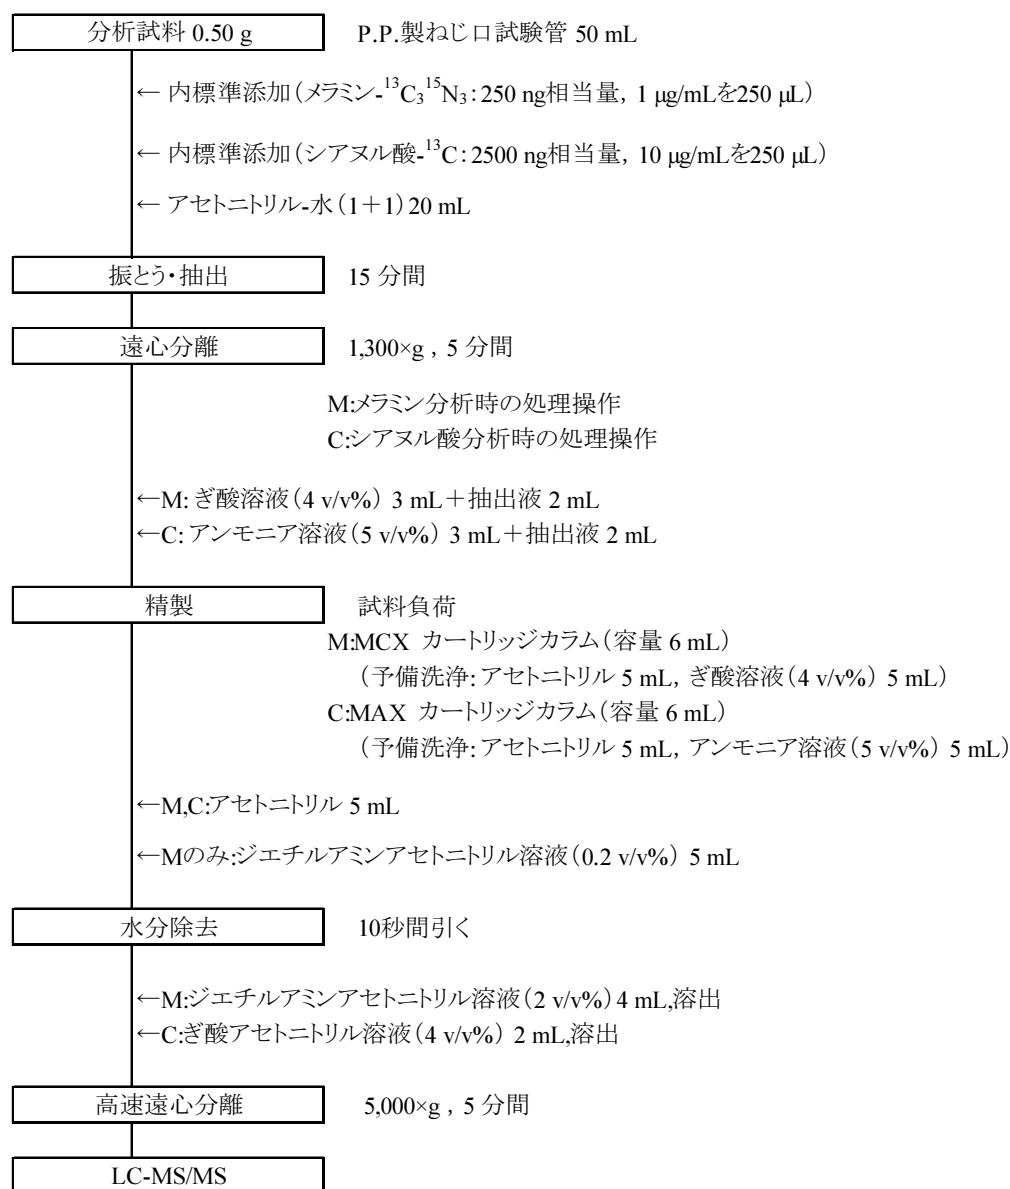 分析試料 0.50 g P.P.製ねじ口試験管 50 mL
← 内標準添加（メラミン-¹³C₃¹⁵N₃：250 ng相当量，1 μg/mLを250 μL）
← 内標準添加（シアヌル酸-¹³C：2500 ng相当量，10 μg/mLを250 μL）
← アセトニトリル-水（1＋1）20 mL
振とう・抽出 15 分間
遠心分離 1,300×g , 5 分間
M:メラミン分析時の処理操作
C:シアヌル酸分析時の処理操作
←M: ぎ酸溶液（4 v/v%） 3 mL＋抽出液 2 mL
←C: アンモニア溶液（5 v/v%） 3 mL＋抽出液 2 mL
精製 試料負荷
M:MCX カートリッジカラム（容量 6 mL）
（予備洗浄: アセトニトリル 5 mL, ぎ酸溶液（4 v/v%） 5 mL）
C:MAX カートリッジカラム（容量 6 mL）
（予備洗浄: アセトニトリル 5 mL, アンモニア溶液（5 v/v%） 5 mL）
←M,C:アセトニトリル 5 mL
←Mのみ:ジエチルアミンアセトニトリル溶液（0.2 v/v%） 5 mL
水分除去 10秒間引く
←M:ジエチルアミンアセトニトリル溶液（2 v/v%）4 mL,溶出
←C:ぎ酸アセトニトリル溶液（4 v/v%） 2 mL,溶出
高速遠心分離 5,000×g , 5 分間
LC-MS/MS